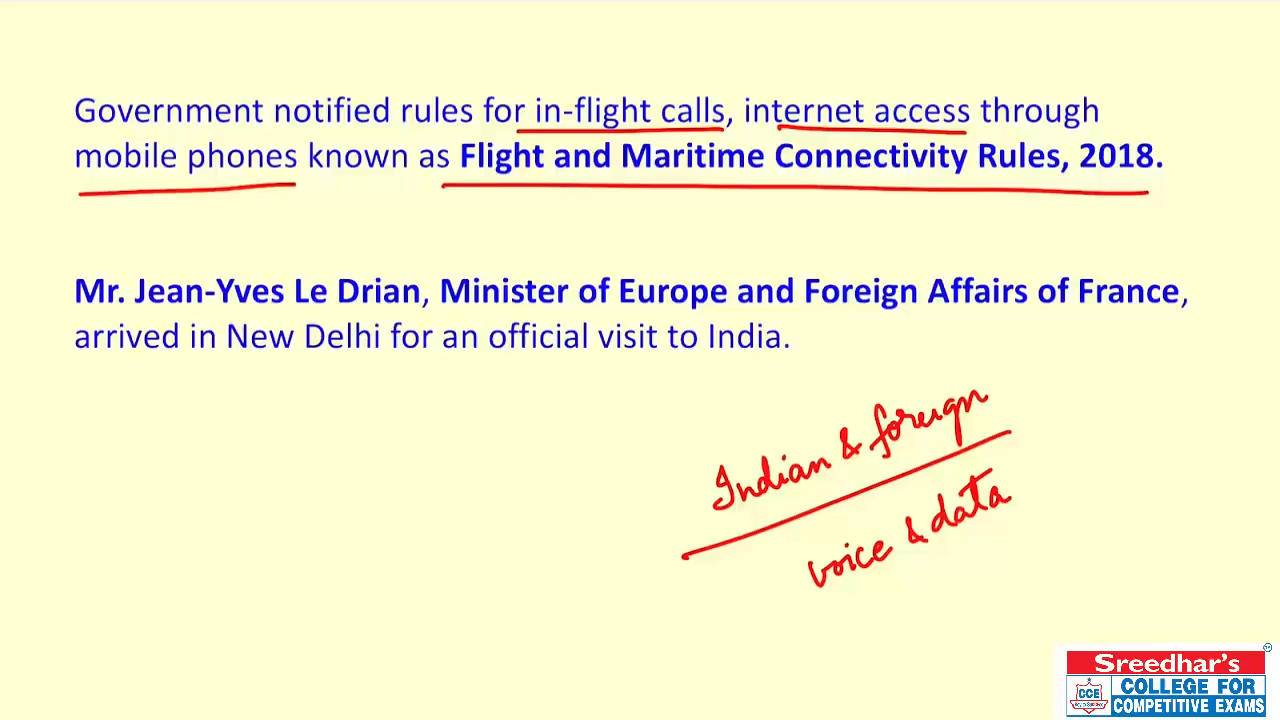 Government notified rules for in-flight calls, internet access through
mobile phones known as Flight and Maritime Connectivity Rules, 2018.
Mr. Jean-Yves Le Drian, Minister of Europe and Foreign Affairs of France,
arrived in New Delhi for an official visit to India.
Indian & foreign
voice & data
Sreedhar's
CCE
COLLEGE FOR
COMPETITIVE EXAMS